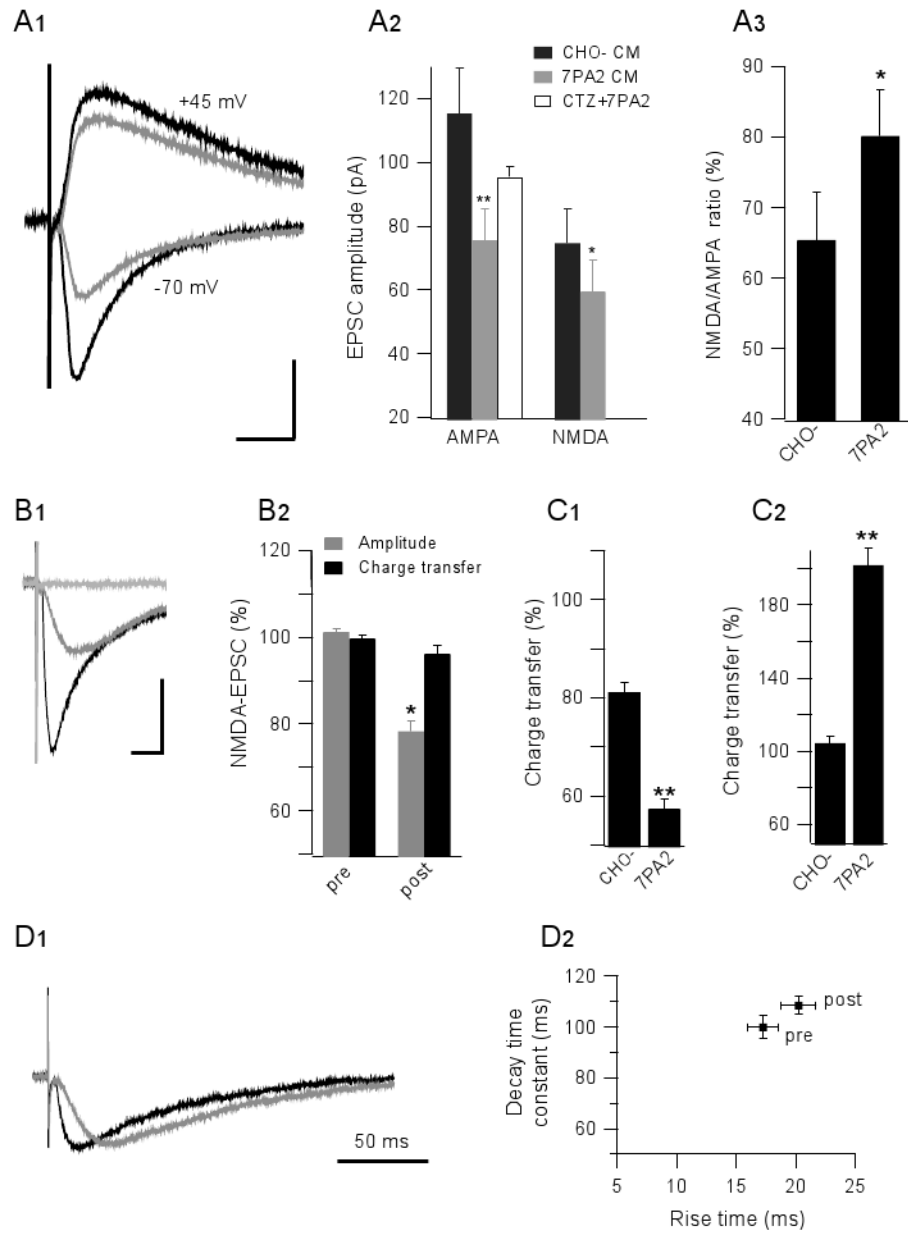 A1
+45 mV
-70 mV
A2
CHO- CM
7PA2 CM
CTZ+7PA2
EPSC amplitude (pA)
120
100
80
60
40
20
**
*
AMPA
NMDA
A3
NMDA/AMPA ratio (%)
90
80
70
60
50
40
*
CHO-
7PA2
B1
B2
Amplitude
Charge transfer
NMDA-EPSC (%)
120
100
80
60
*
pre
post
C1
Charge transfer (%)
100
80
60
**
CHO-
7PA2
C2
Charge transfer (%)
180
140
100
60
**
CHO-
7PA2
D1
50 ms
D2
Decay time
constant (ms)
120
100
80
60
post
pre
5
10
15
20
25
Rise time (ms)